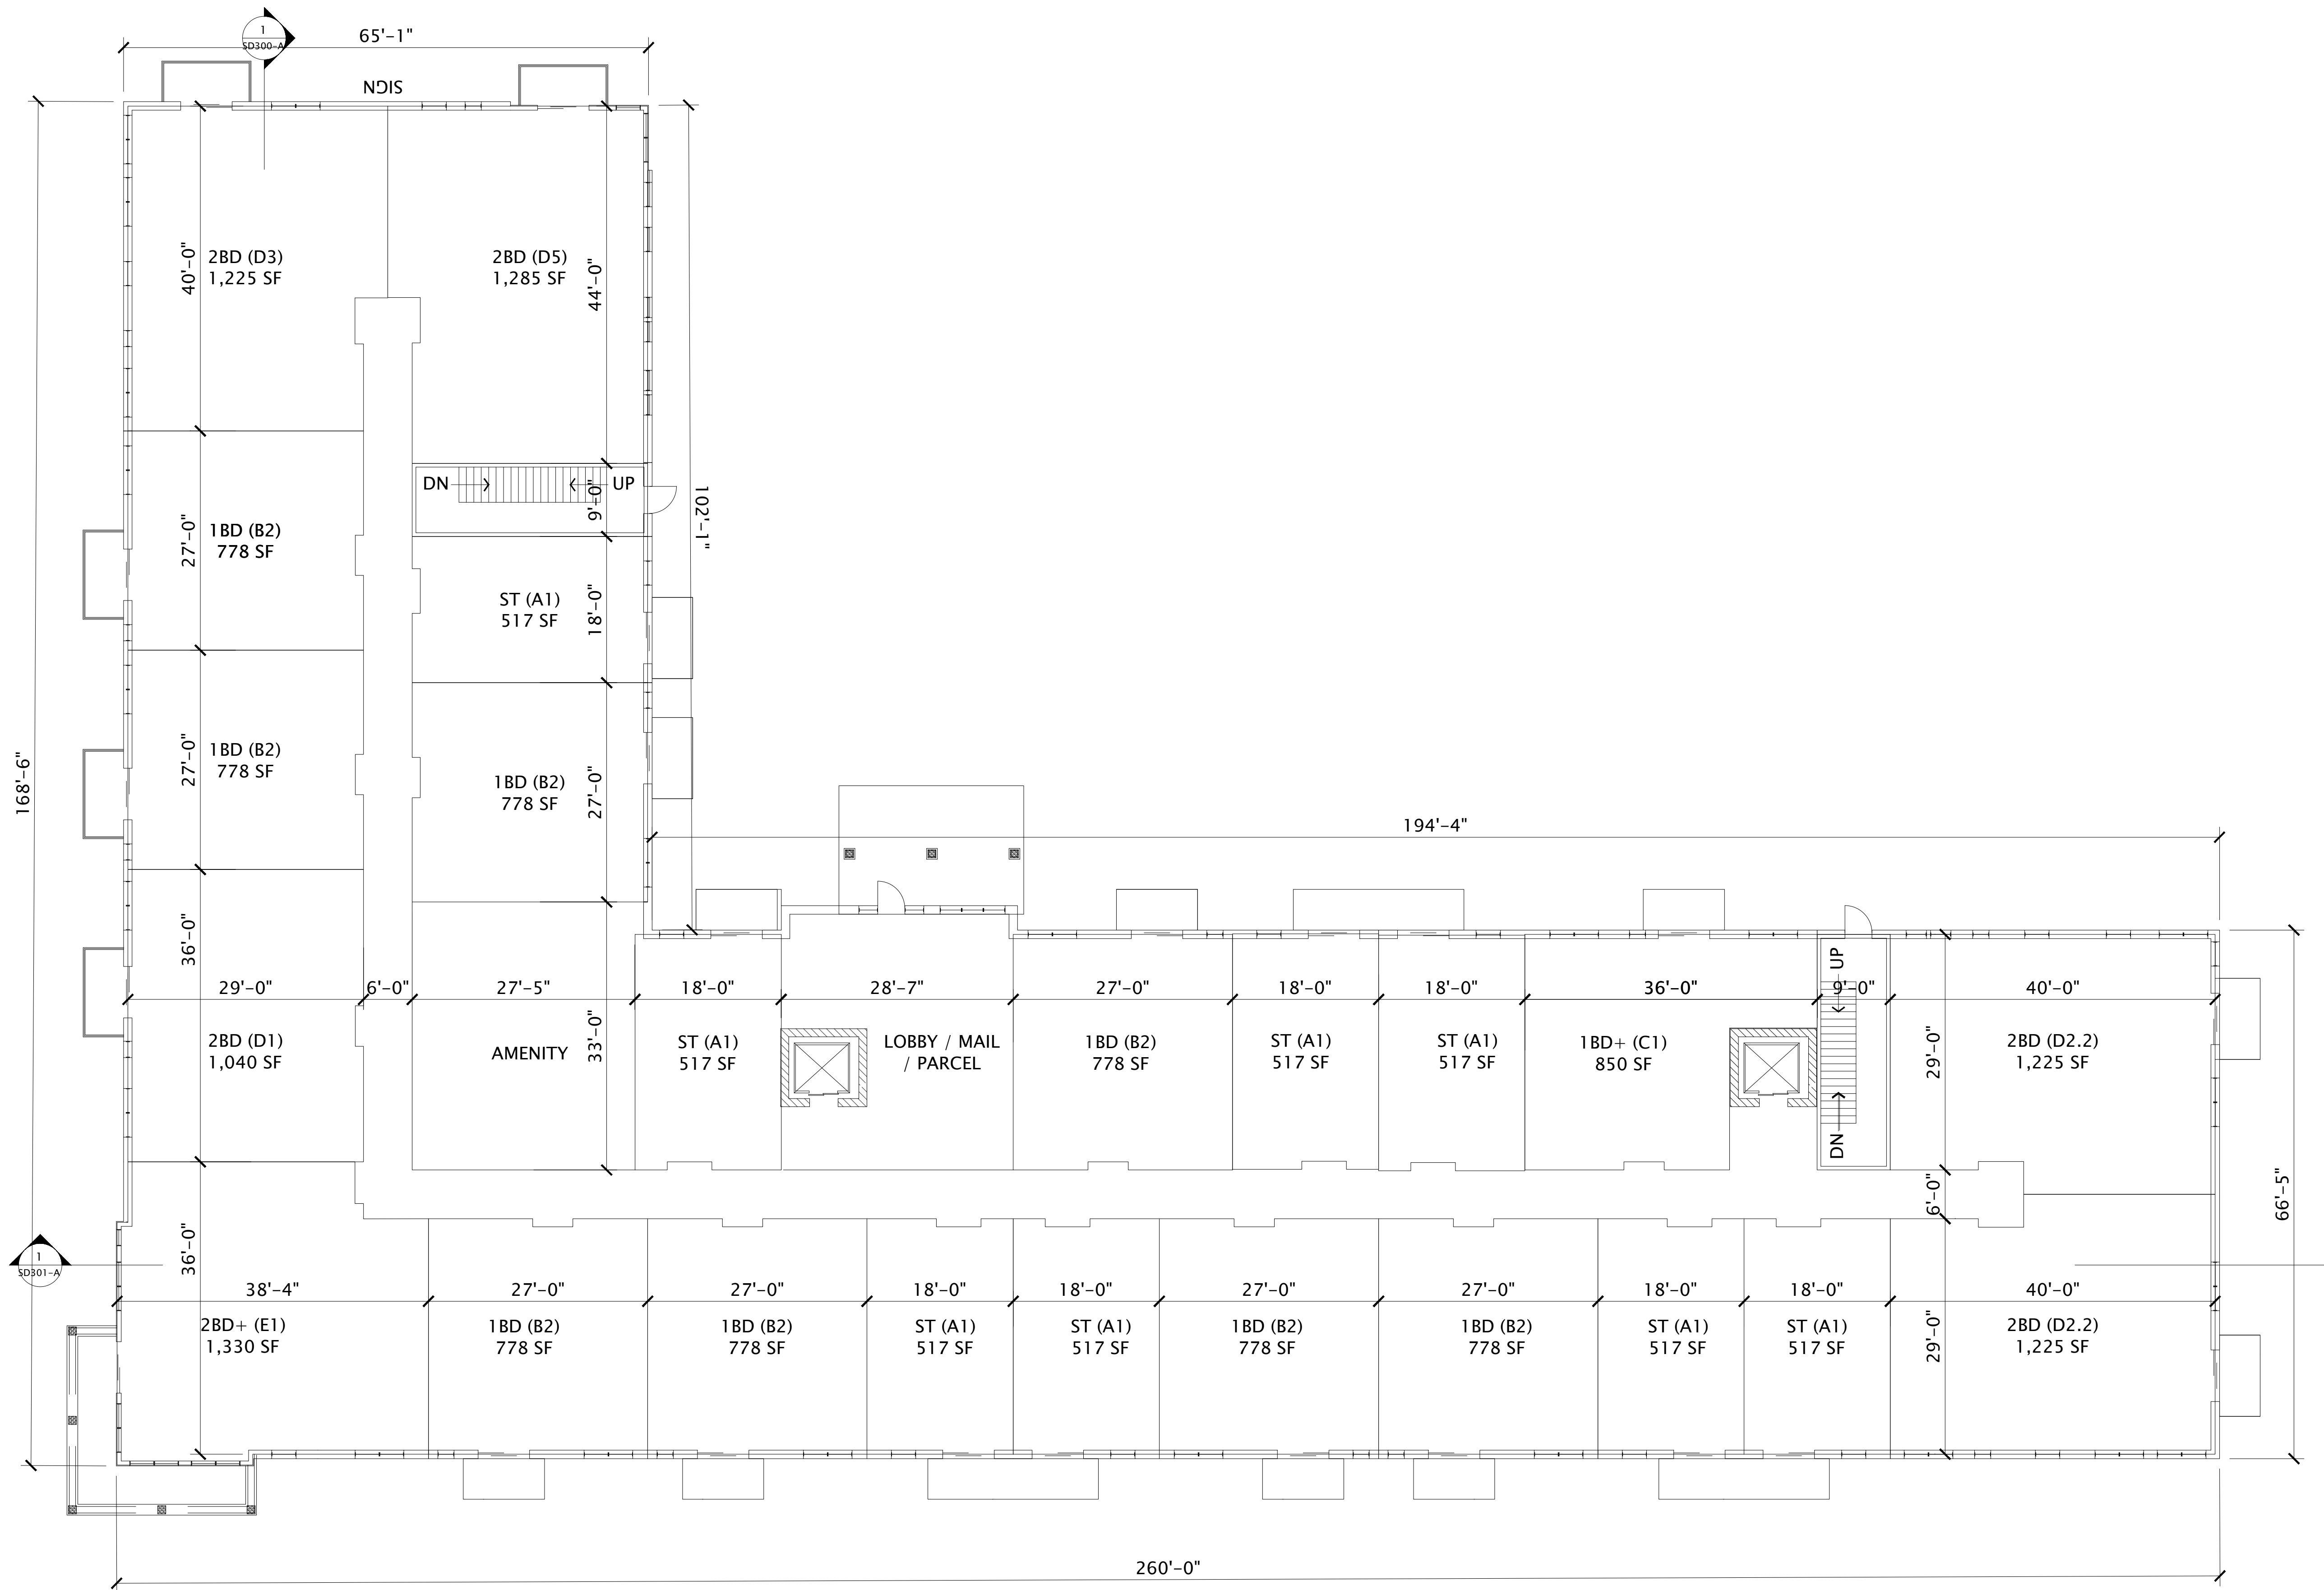 1
SD300-A
65'-1"
SIGN
2BD (D3)
1,225 SF
40'-0"
2BD (D5)
1,285 SF
44'-0"
DN
UP
9'-0"
102'-1"
1BD (B2)
778 SF
27'-0"
ST (A1)
517 SF
18'-0"
1BD (B2)
778 SF
27'-0"
1BD (B2)
778 SF
27'-0"
168'-6"
194'-4"
36'-0"
29'-0"
6'-0"
27'-5"
18'-0"
28'-7"
27'-0"
18'-0"
18'-0"
36'-0"
9'-0"
40'-0"
UP
DN
2BD (D1)
1,040 SF
AMENITY
33'-0"
ST (A1)
517 SF
LOBBY / MAIL
/ PARCEL
1BD (B2)
778 SF
ST (A1)
517 SF
ST (A1)
517 SF
1BD+ (C1)
850 SF
29'-0"
2BD (D2.2)
1,225 SF
6'-0"
66'-5"
1
SD301-A
36'-0"
38'-4"
27'-0"
27'-0"
18'-0"
18'-0"
27'-0"
27'-0"
18'-0"
18'-0"
40'-0"
2BD+ (E1)
1,330 SF
1BD (B2)
778 SF
1BD (B2)
778 SF
ST (A1)
517 SF
ST (A1)
517 SF
1BD (B2)
778 SF
1BD (B2)
778 SF
ST (A1)
517 SF
ST (A1)
517 SF
29'-0"
2BD (D2.2)
1,225 SF
260'-0"